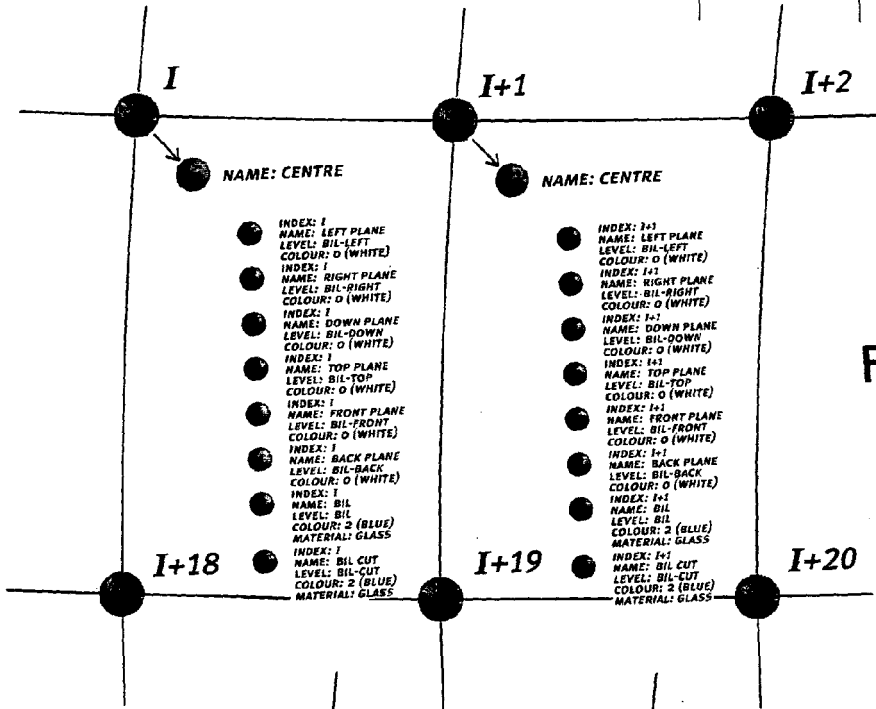 I
I+1
I+2
NAME: CENTRE
NAME: CENTRE
INDEX: I
NAME: LEFT PLANE
LEVEL: BIL-LEFT
COLOUR: 0 (WHITE)
INDEX: I
NAME: RIGHT PLANE
LEVEL: BIL-RIGHT
COLOUR: 0 (WHITE)
INDEX: I
NAME: DOWN PLANE
LEVEL: BIL-DOWN
COLOUR: 0 (WHITE)
INDEX: I
NAME: TOP PLANE
LEVEL: BIL-TOP
COLOUR: 0 (WHITE)
INDEX: I
NAME: FRONT PLANE
LEVEL: BIL-FRONT
COLOUR: 0 (WHITE)
INDEX: I
NAME: BACK PLANE
LEVEL: BIL-BACK
COLOUR: 0 (WHITE)
INDEX: I
NAME: BIL
LEVEL: BIL
COLOUR: 2 (BLUE)
MATERIAL: GLASS
INDEX: I
NAME: BIL CUT
LEVEL: BIL-CUT
COLOUR: 2 (BLUE)
MATERIAL: GLASS
INDEX: I+1
NAME: LEFT PLANE
LEVEL: BIL-LEFT
COLOUR: 0 (WHITE)
INDEX: I+1
NAME: RIGHT PLANE
LEVEL: BIL-RIGHT
COLOUR: 0 (WHITE)
INDEX: I+1
NAME: DOWN PLANE
LEVEL: BIL-DOWN
COLOUR: 0 (WHITE)
INDEX: I+1
NAME: TOP PLANE
LEVEL: BIL-TOP
COLOUR: 0 (WHITE)
INDEX: I+1
NAME: FRONT PLANE
LEVEL: BIL-FRONT
COLOUR: 0 (WHITE)
INDEX: I+1
NAME: BACK PLANE
LEVEL: BIL-BACK
COLOUR: 0 (WHITE)
INDEX: I+1
NAME: BIL
LEVEL: BIL
COLOUR: 2 (BLUE)
MATERIAL: GLASS
INDEX: I+1
NAME: BIL CUT
LEVEL: BIL-CUT
COLOUR: 2 (BLUE)
MATERIAL: GLASS
I+18
I+19
I+20